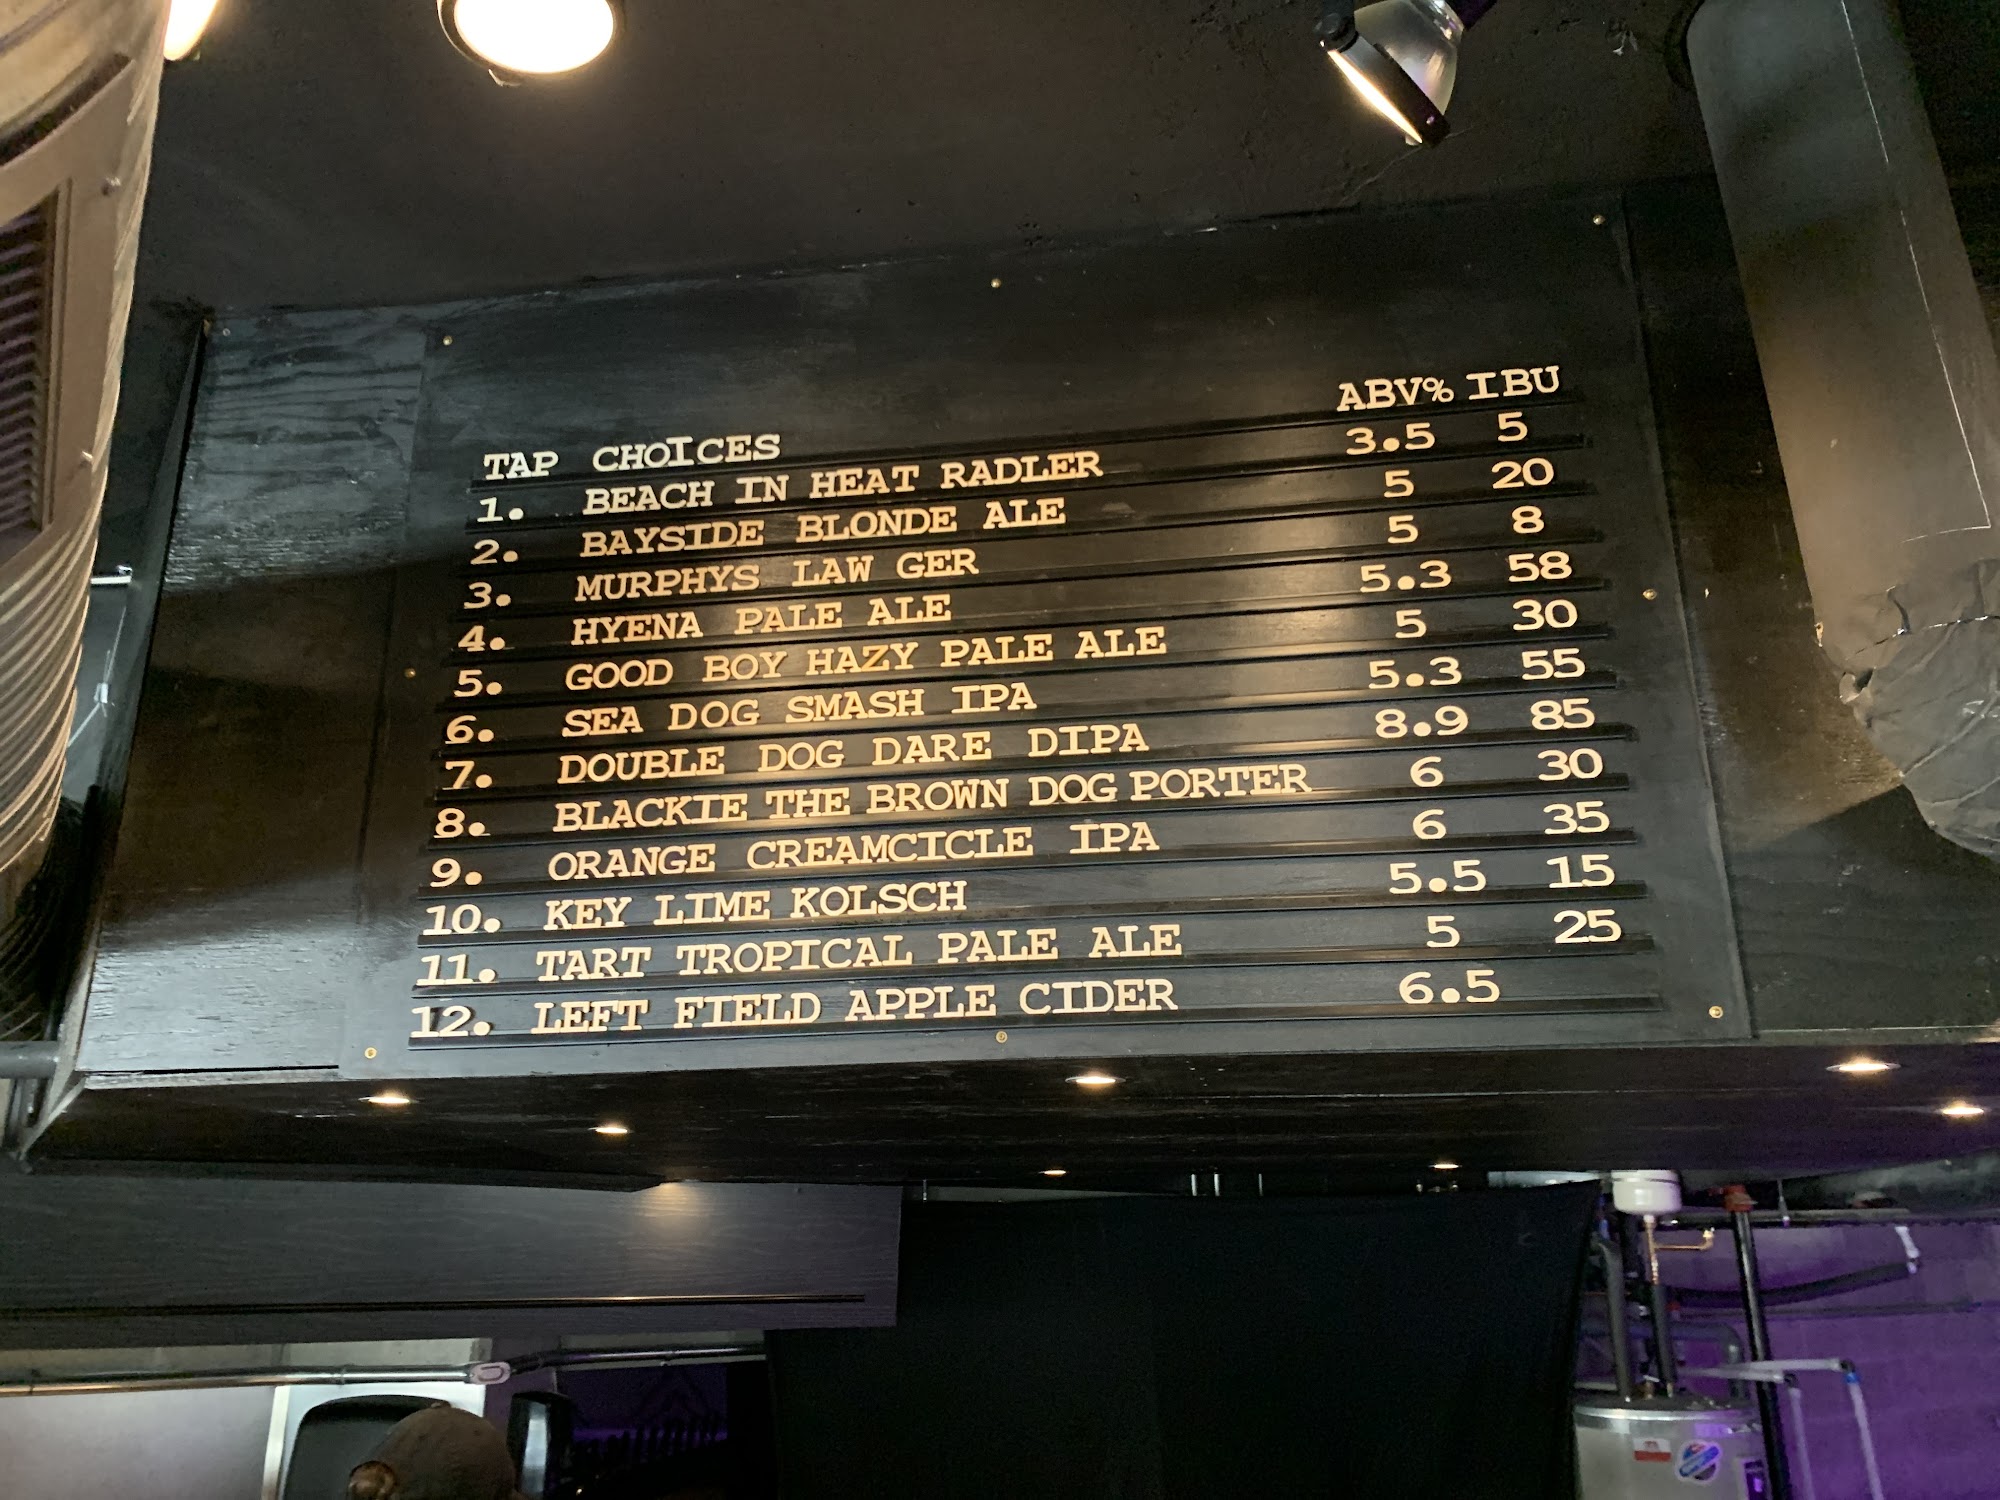 TAP CHOICES ABV% IBU
1. BEACH IN HEAT RADLER 3.5 5
2. BAYSIDE BLONDE ALE 5 20
3. MURPHYS LAW GER 5 8
4. HYENA PALE ALE 5.3 58
5. GOOD BOY HAZY PALE ALE 5 30
6. SEA DOG SMASH IPA 5.3 55
7. DOUBLE DOG DARE DIPA 8.9 85
8. BLACKIE THE BROWN DOG PORTER 6 30
9. ORANGE CREAMCICLE IPA 6 35
10. KEY LIME KOLSCH 5.5 15
11. TART TROPICAL PALE ALE 5 25
12. LEFT FIELD APPLE CIDER 6.5